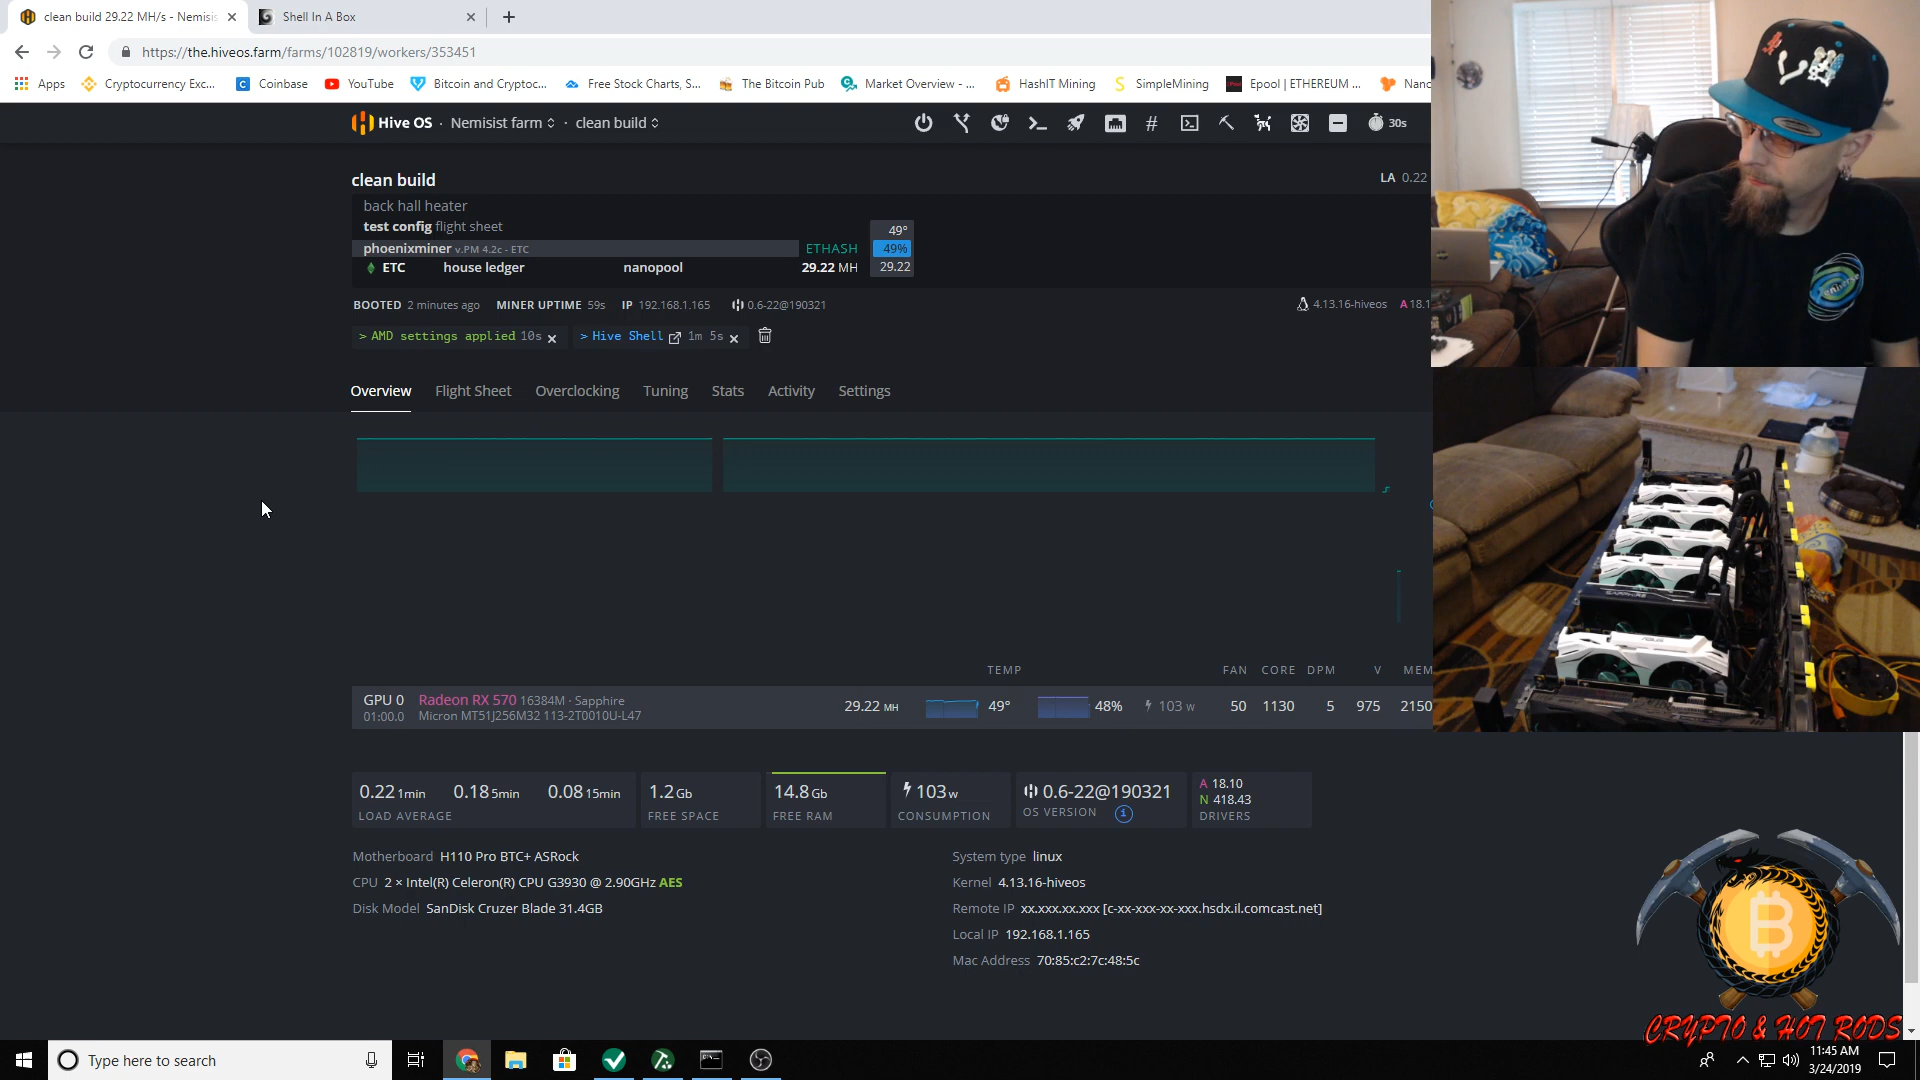 clean build 29.22 MH/s - Nemisis
Shell In A Box
https://the.hiveos.farm/farms/102819/workers/353451
Apps
Cryptocurrency Exc...
Coinbase
YouTube
Bitcoin and Cryptoc...
Free Stock Charts, S...
The Bitcoin Pub
Market Overview - ...
HashIT Mining
SimpleMining
Epool | ETHEREUM ...
Nano
Hive OS · Nemisist farm · clean build
30s
clean build
LA 0.22
back hall heater
test config flight sheet
49°
phoenixminer v.PM 4.2c - ETC ETHASH 49%
ETC house ledger nanopool 29.22 MH 29.22
BOOTED 2 minutes ago MINER UPTIME 59s IP 192.168.1.165 0.6-22@190321
4.13.16-hiveos A 18.1
> AMD settings applied 10s × > Hive Shell 1m 5s ×
Overview Flight Sheet Overclocking Tuning Stats Activity Settings
TEMP FAN CORE DPM V MEM
GPU 0 Radeon RX 570 16384M · Sapphire
01:00.0 Micron MT51J256M32 113-2T0010U-L47
29.22 MH 49° 48% 103 W 50 1130 5 975 2150
0.22 1min 0.18 5min 0.08 15min
LOAD AVERAGE
1.2 Gb
FREE SPACE
14.8 Gb
FREE RAM
103 W
CONSUMPTION
0.6-22@190321
OS VERSION
A 18.10
N 418.43
DRIVERS
Motherboard H110 Pro BTC+ ASRock
CPU 2 × Intel(R) Celeron(R) CPU G3930 @ 2.90GHz AES
Disk Model SanDisk Cruzer Blade 31.4GB
System type linux
Kernel 4.13.16-hiveos
Remote IP xx.xxx.xx.xxx [c-xx-xxx-xx-xxx.hsdx.il.comcast.net]
Local IP 192.168.1.165
Mac Address 70:85:c2:7c:48:5c
CRYPTO & HOT RODS
Type here to search
11:45 AM
3/24/2019